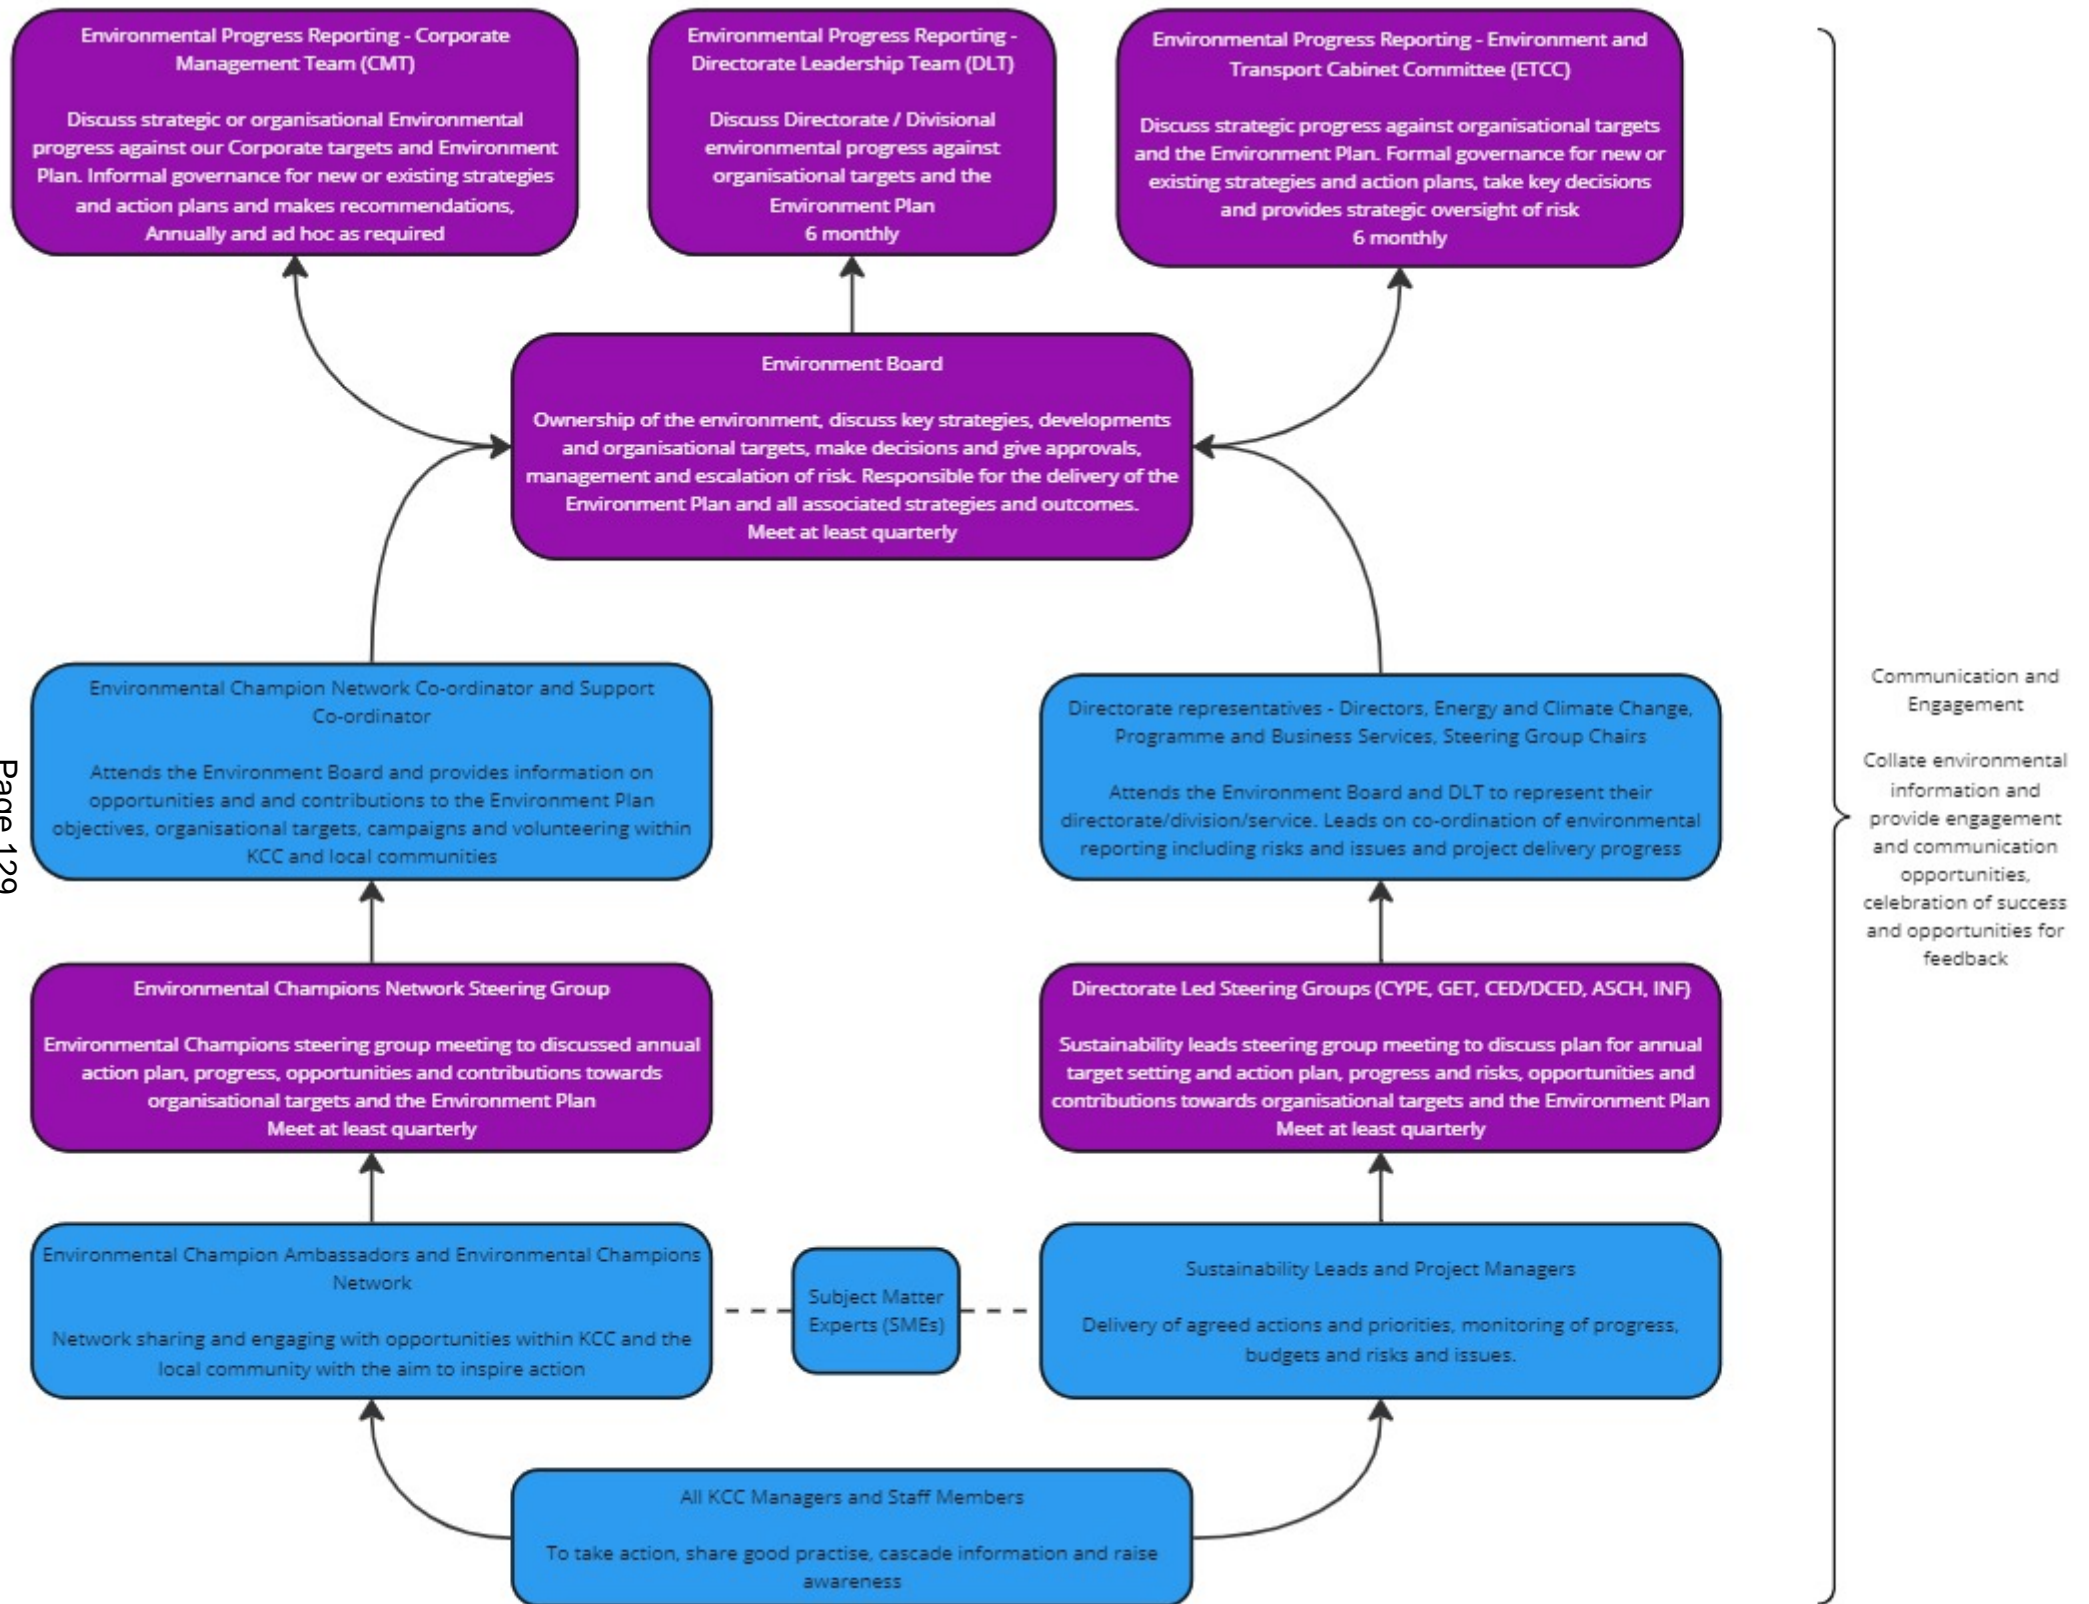 Environmental Progress Reporting - Corporate
Management Team (CMT)
Discuss strategic or organisational Environmental
progress against our Corporate targets and Environment
Plan. Informal governance for new or existing strategies
and action plans and makes recommendations,
Annually and ad hoc as required
Environmental Progress Reporting -
Directorate Leadership Team (DLT)
Discuss Directorate / Divisional
environmental progress against
organisational targets and the
Environment Plan
6 monthly
Environmental Progress Reporting - Environment and
Transport Cabinet Committee (ETCC)
Discuss strategic progress against organisational targets
and the Environment Plan. Formal governance for new or
existing strategies and action plans, take key decisions
and provides strategic oversight of risk
6 monthly
Environment Board
Ownership of the environment, discuss key strategies, developments
and organisational targets, make decisions and give approvals,
management and escalation of risk. Responsible for the delivery of the
Environment Plan and all associated strategies and outcomes.
Meet at least quarterly
Environmental Champion Network Co-ordinator and Support
Co-ordinator
Attends the Environment Board and provides information on
opportunities and and contributions to the Environment Plan
objectives, organisational targets, campaigns and volunteering within
KCC and local communities
Directorate representatives - Directors, Energy and Climate Change,
Programme and Business Services, Steering Group Chairs
Attends the Environment Board and DLT to represent their
directorate/division/service. Leads on co-ordination of environmental
reporting including risks and issues and project delivery progress
Communication and
Engagement
Collate environmental
information and
provide engagement
and communication
opportunities,
celebration of success
and opportunities for
feedback
Page 129
Environmental Champions Network Steering Group
Environmental Champions steering group meeting to discussed annual
action plan, progress, opportunities and contributions towards
organisational targets and the Environment Plan
Meet at least quarterly
Directorate Led Steering Groups (CYPE, GET, CED/DCED, ASCH, INF)
Sustainability leads steering group meeting to discuss plan for annual
target setting and action plan, progress and risks, opportunities and
contributions towards organisational targets and the Environment Plan
Meet at least quarterly
Environmental Champion Ambassadors and Environmental Champions
Network
Network sharing and engaging with opportunities within KCC and the
local community with the aim to inspire action
Subject Matter
Experts (SMEs)
Sustainability Leads and Project Managers
Delivery of agreed actions and priorities, monitoring of progress,
budgets and risks and issues.
All KCC Managers and Staff Members
To take action, share good practise, cascade information and raise
awareness